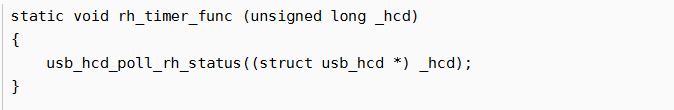 static void rh_timer_func (unsigned long _hcd)
{
    usb_hcd_poll_rh_status((struct usb_hcd *) _hcd);
}